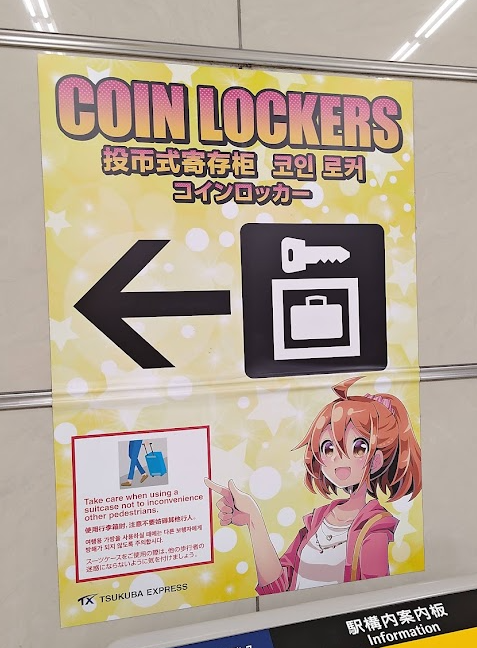 COIN LOCKERS
投币式寄存柜 코인 로커
コインロッカー
Take care when using a
suitcase not to inconvenience
other pedestrians.
使用行李箱时，注意不要妨碍其他行人。
여행용 가방을 사용하실 때에는 다른 보행자에게
방해가 되지 않도록 주의합시다.
スーツケースをご使用の際は、他の歩行者の
迷惑にならないように気を付けましょう。
TX TSUKUBA EXPRESS
駅構内案内板
Information